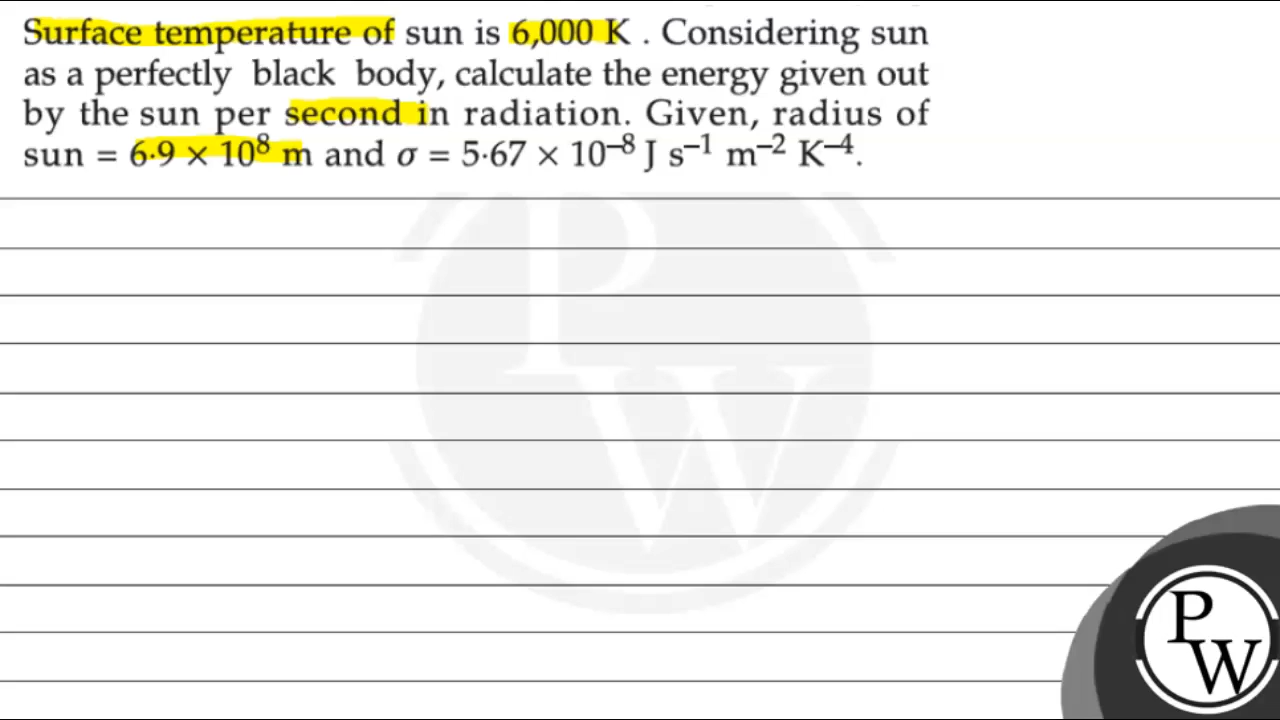 Surface temperature of sun is 6,000 K . Considering sun
as a perfectly black body, calculate the energy given out
by the sun per second in radiation. Given, radius of
sun = 6·9 × 10⁸ m and σ = 5·67 × 10⁻⁸ J s⁻¹ m⁻² K⁻⁴.
P
W
P
W